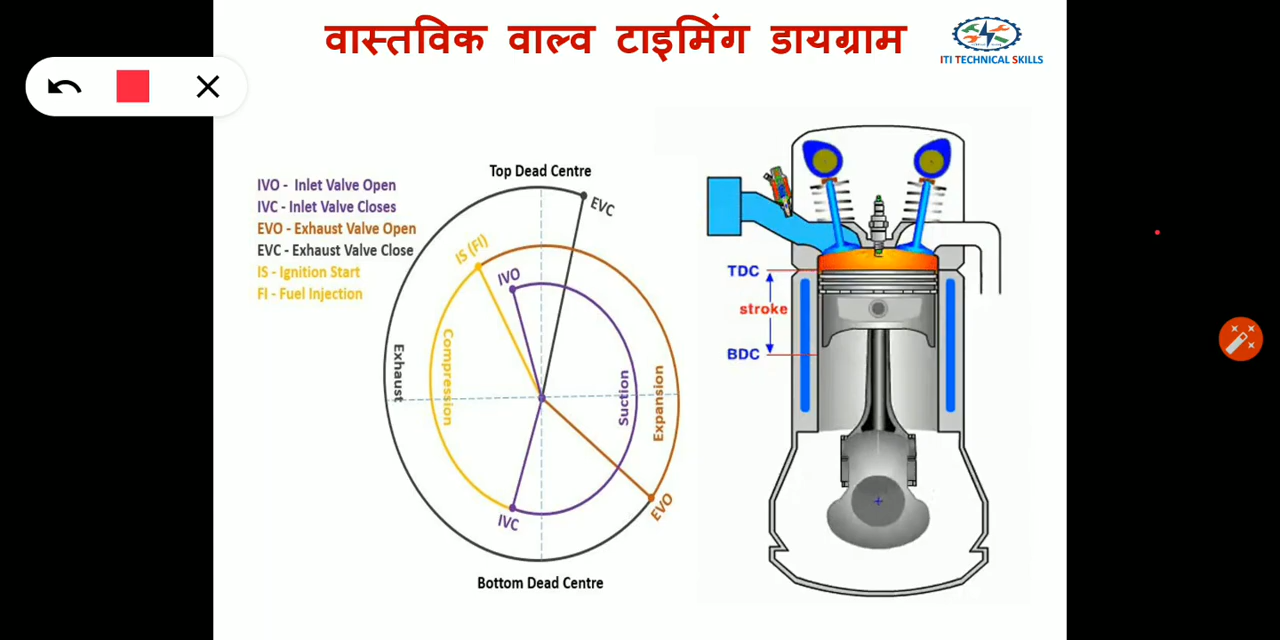 वास्तविक वाल्व टाइमिंग डायग्राम
ITI TECHNICAL SKILLS
IVO - Inlet Valve Open
IVC - Inlet Valve Closes
EVO - Exhaust Valve Open
EVC - Exhaust Valve Close
IS - Ignition Start
FI - Fuel Injection
Top Dead Centre
EVC
IS (FI)
IVO
Exhaust
Compression
Suction
Expansion
IVC
EVO
Bottom Dead Centre
TDC
stroke
BDC